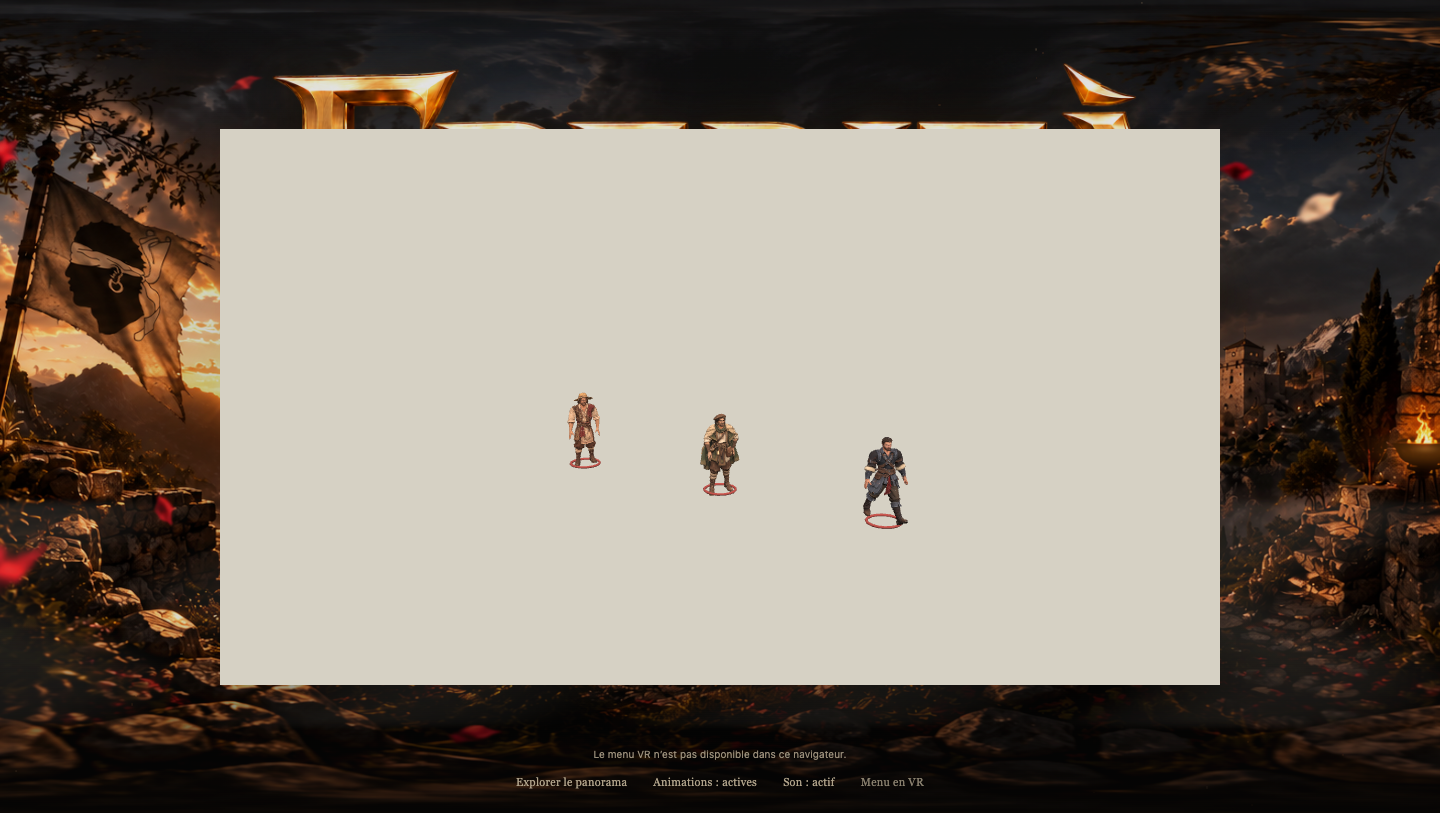 Le menu VR n'est pas disponible dans ce navigateur.
Explorer le panorama Animations : actives Son : actif Menu en VR